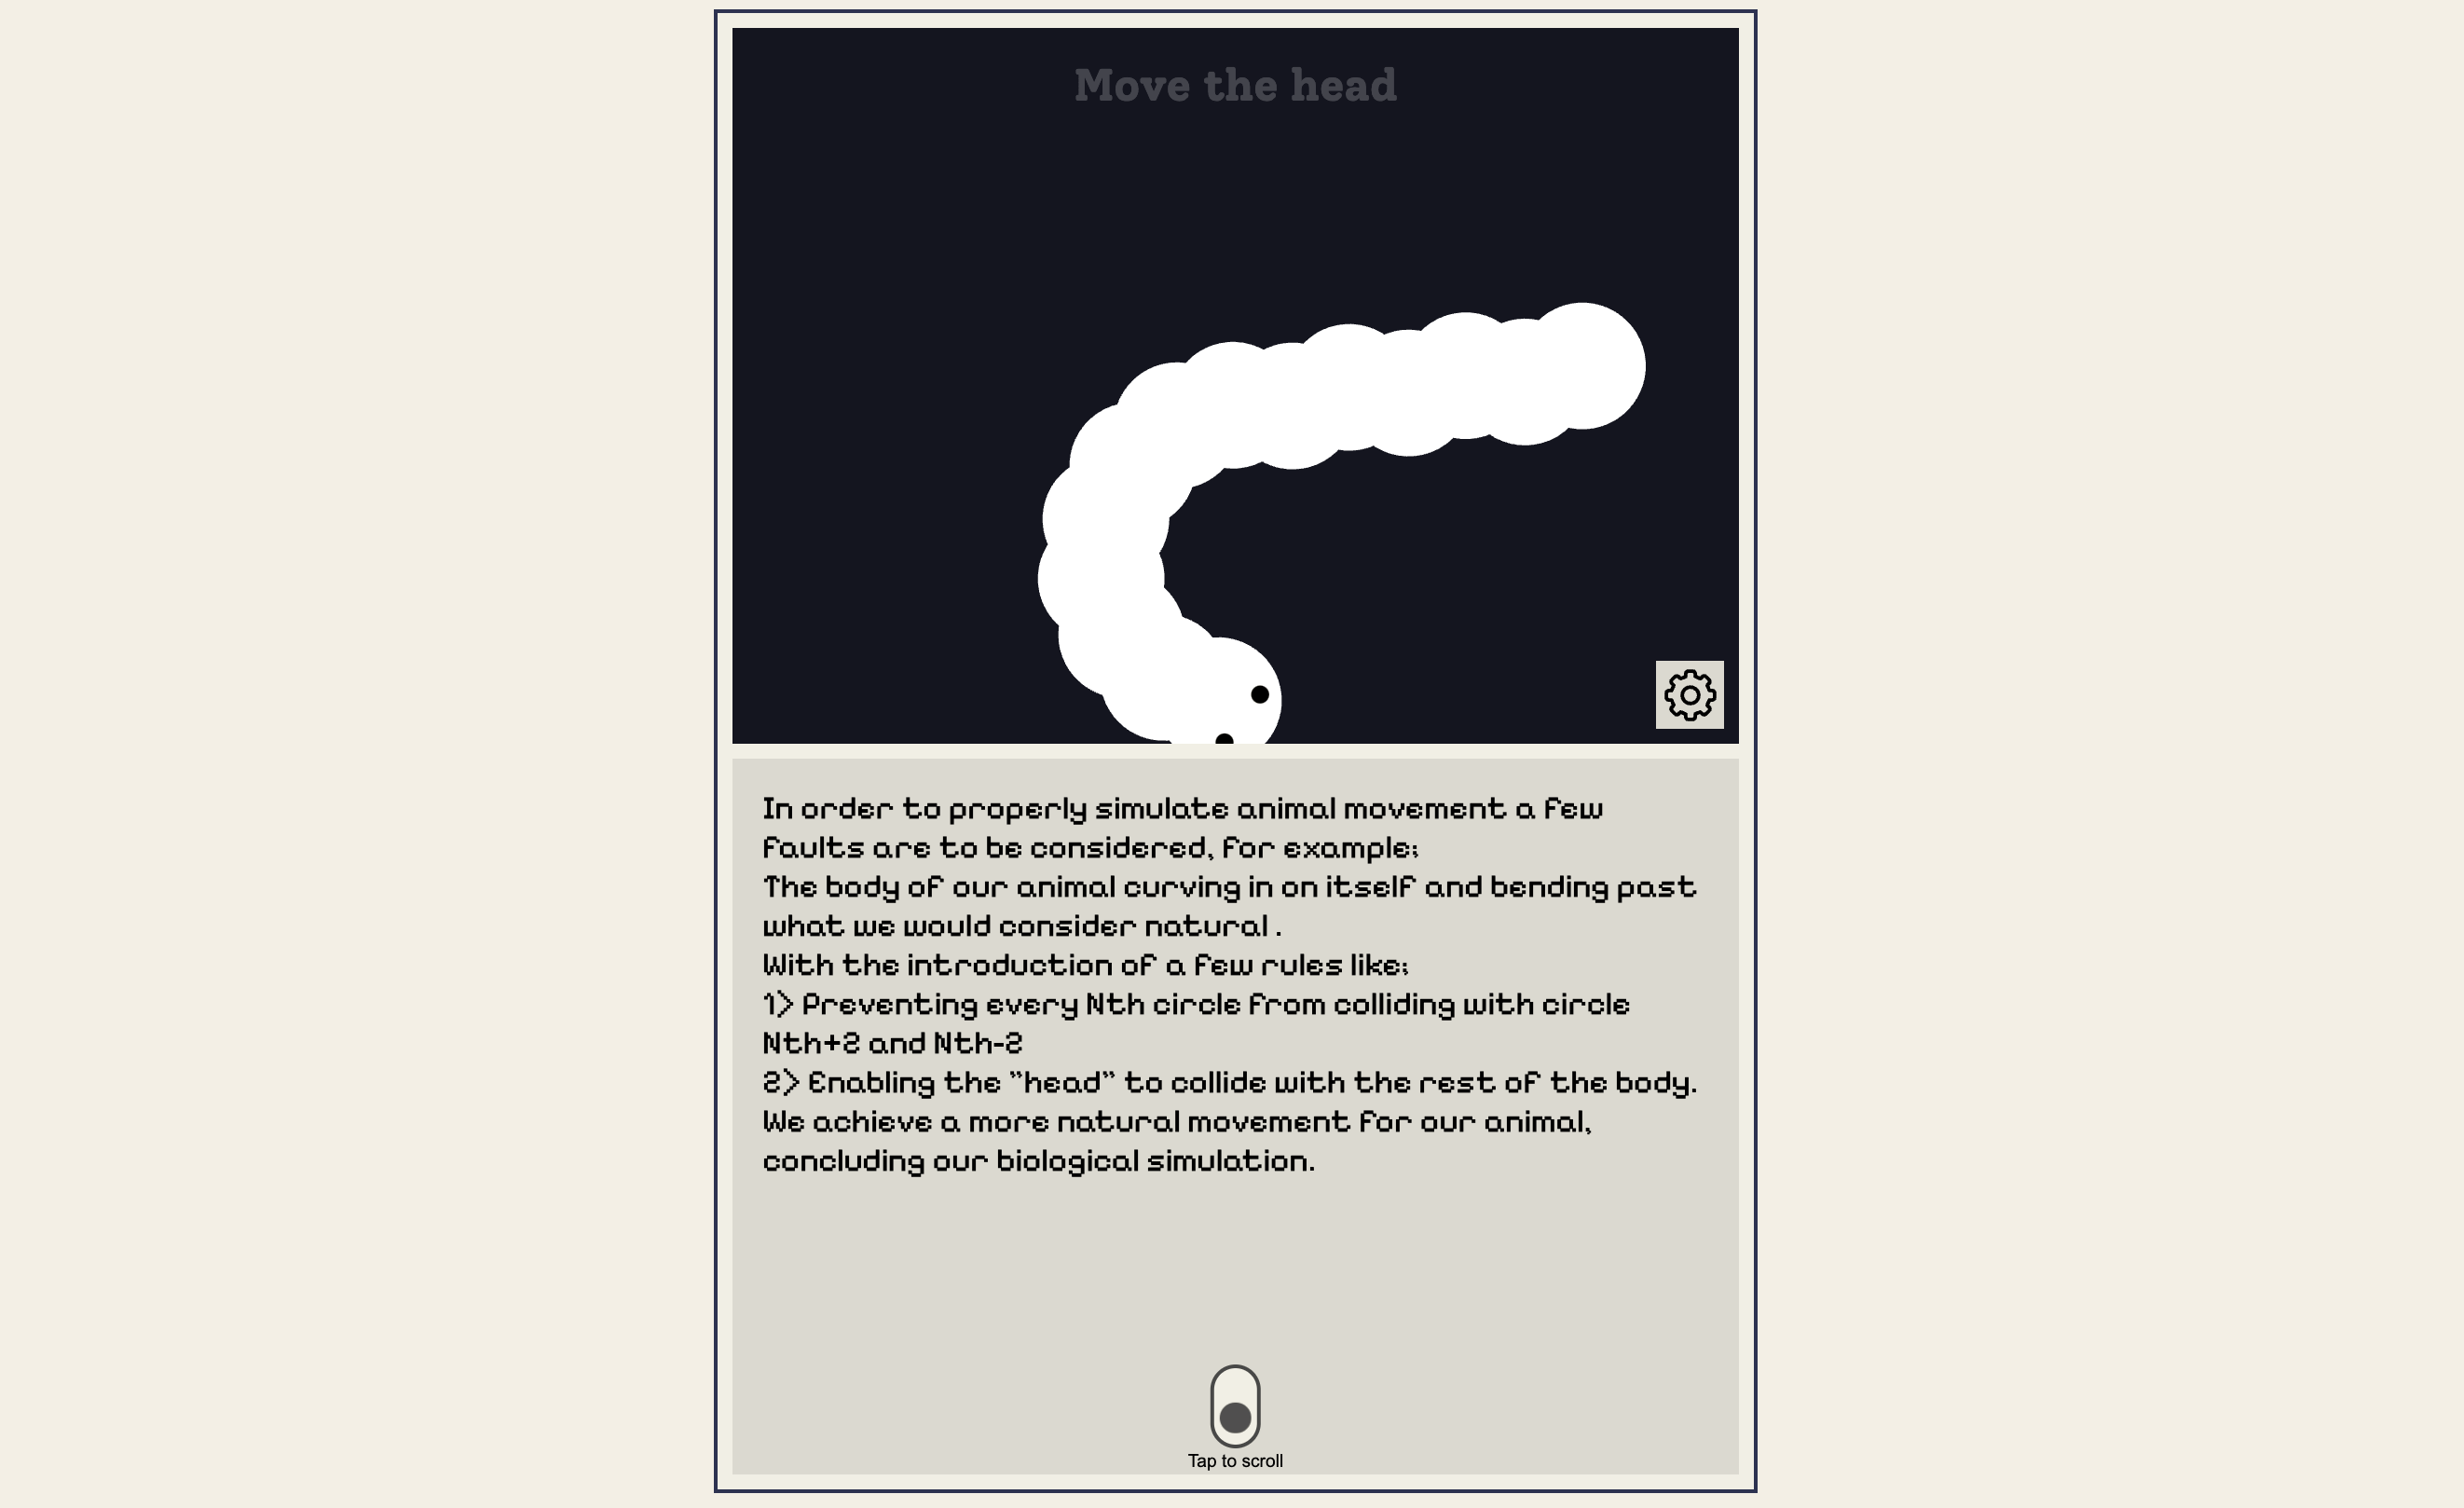 Move the head
In order to properly simulate animal movement a few
faults are to be considered, for example;
The body of our animal curving in on itself and bending past
what we would consider natural .
With the introduction of a few rules like;
1) Preventing every Nth circle from colliding with circle
Nth+2 and Nth-2
2) Enabling the "head" to collide with the rest of the body.
We achieve a more natural movement for our animal,
concluding our biological simulation.
Tap to scroll